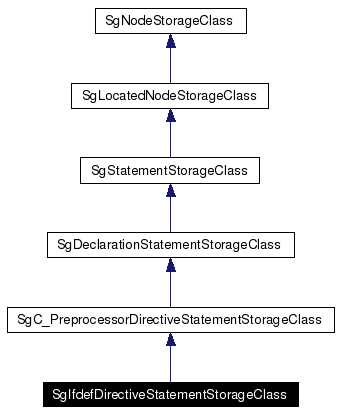 SgNodeStorageClass
SgLocatedNodeStorageClass
SgStatementStorageClass
SgDeclarationStatementStorageClass
SgC_PreprocessorDirectiveStatementStorageClass
SgIfdefDirectiveStatementStorageClass